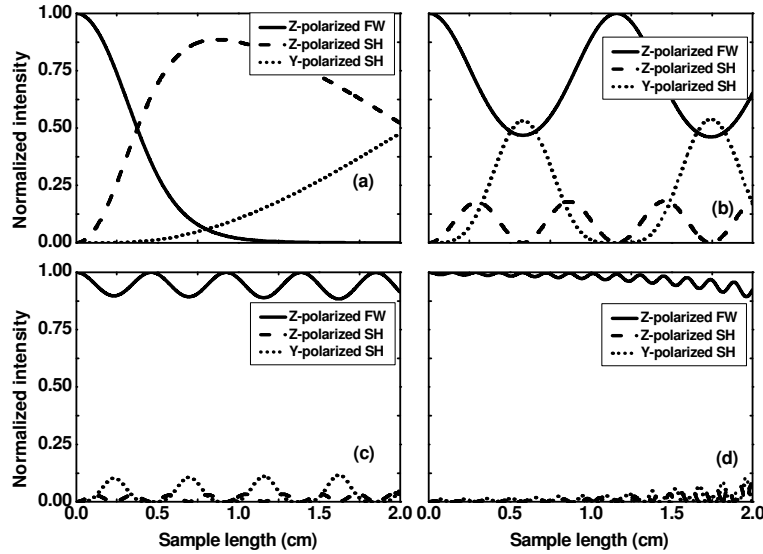 1.00
0.75
0.50
0.25
0.00
Normalized intensity
Z-polarized FW
Z-polarized SH
Y-polarized SH
(a)
Z-polarized FW
Z-polarized SH
Y-polarized SH
(b)
1.00
0.75
0.50
0.25
0.00
Normalized intensity
Z-polarized FW
Z-polarized SH
Y-polarized SH
(c)
0.0 0.5 1.0 1.5 2.0
Sample length (cm)
Z-polarized FW
Z-polarized SH
Y-polarized SH
(d)
0.0 0.5 1.0 1.5 2.0
Sample length (cm)